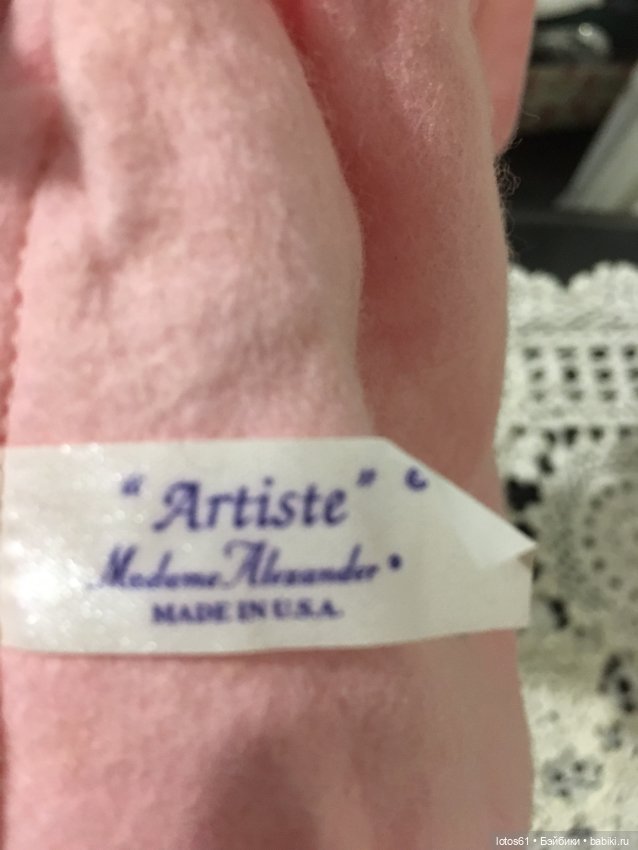 "Artiste" ©
Madame Alexander®
MADE IN U.S.A.
lotos61 • Бэйбики • babiki.ru